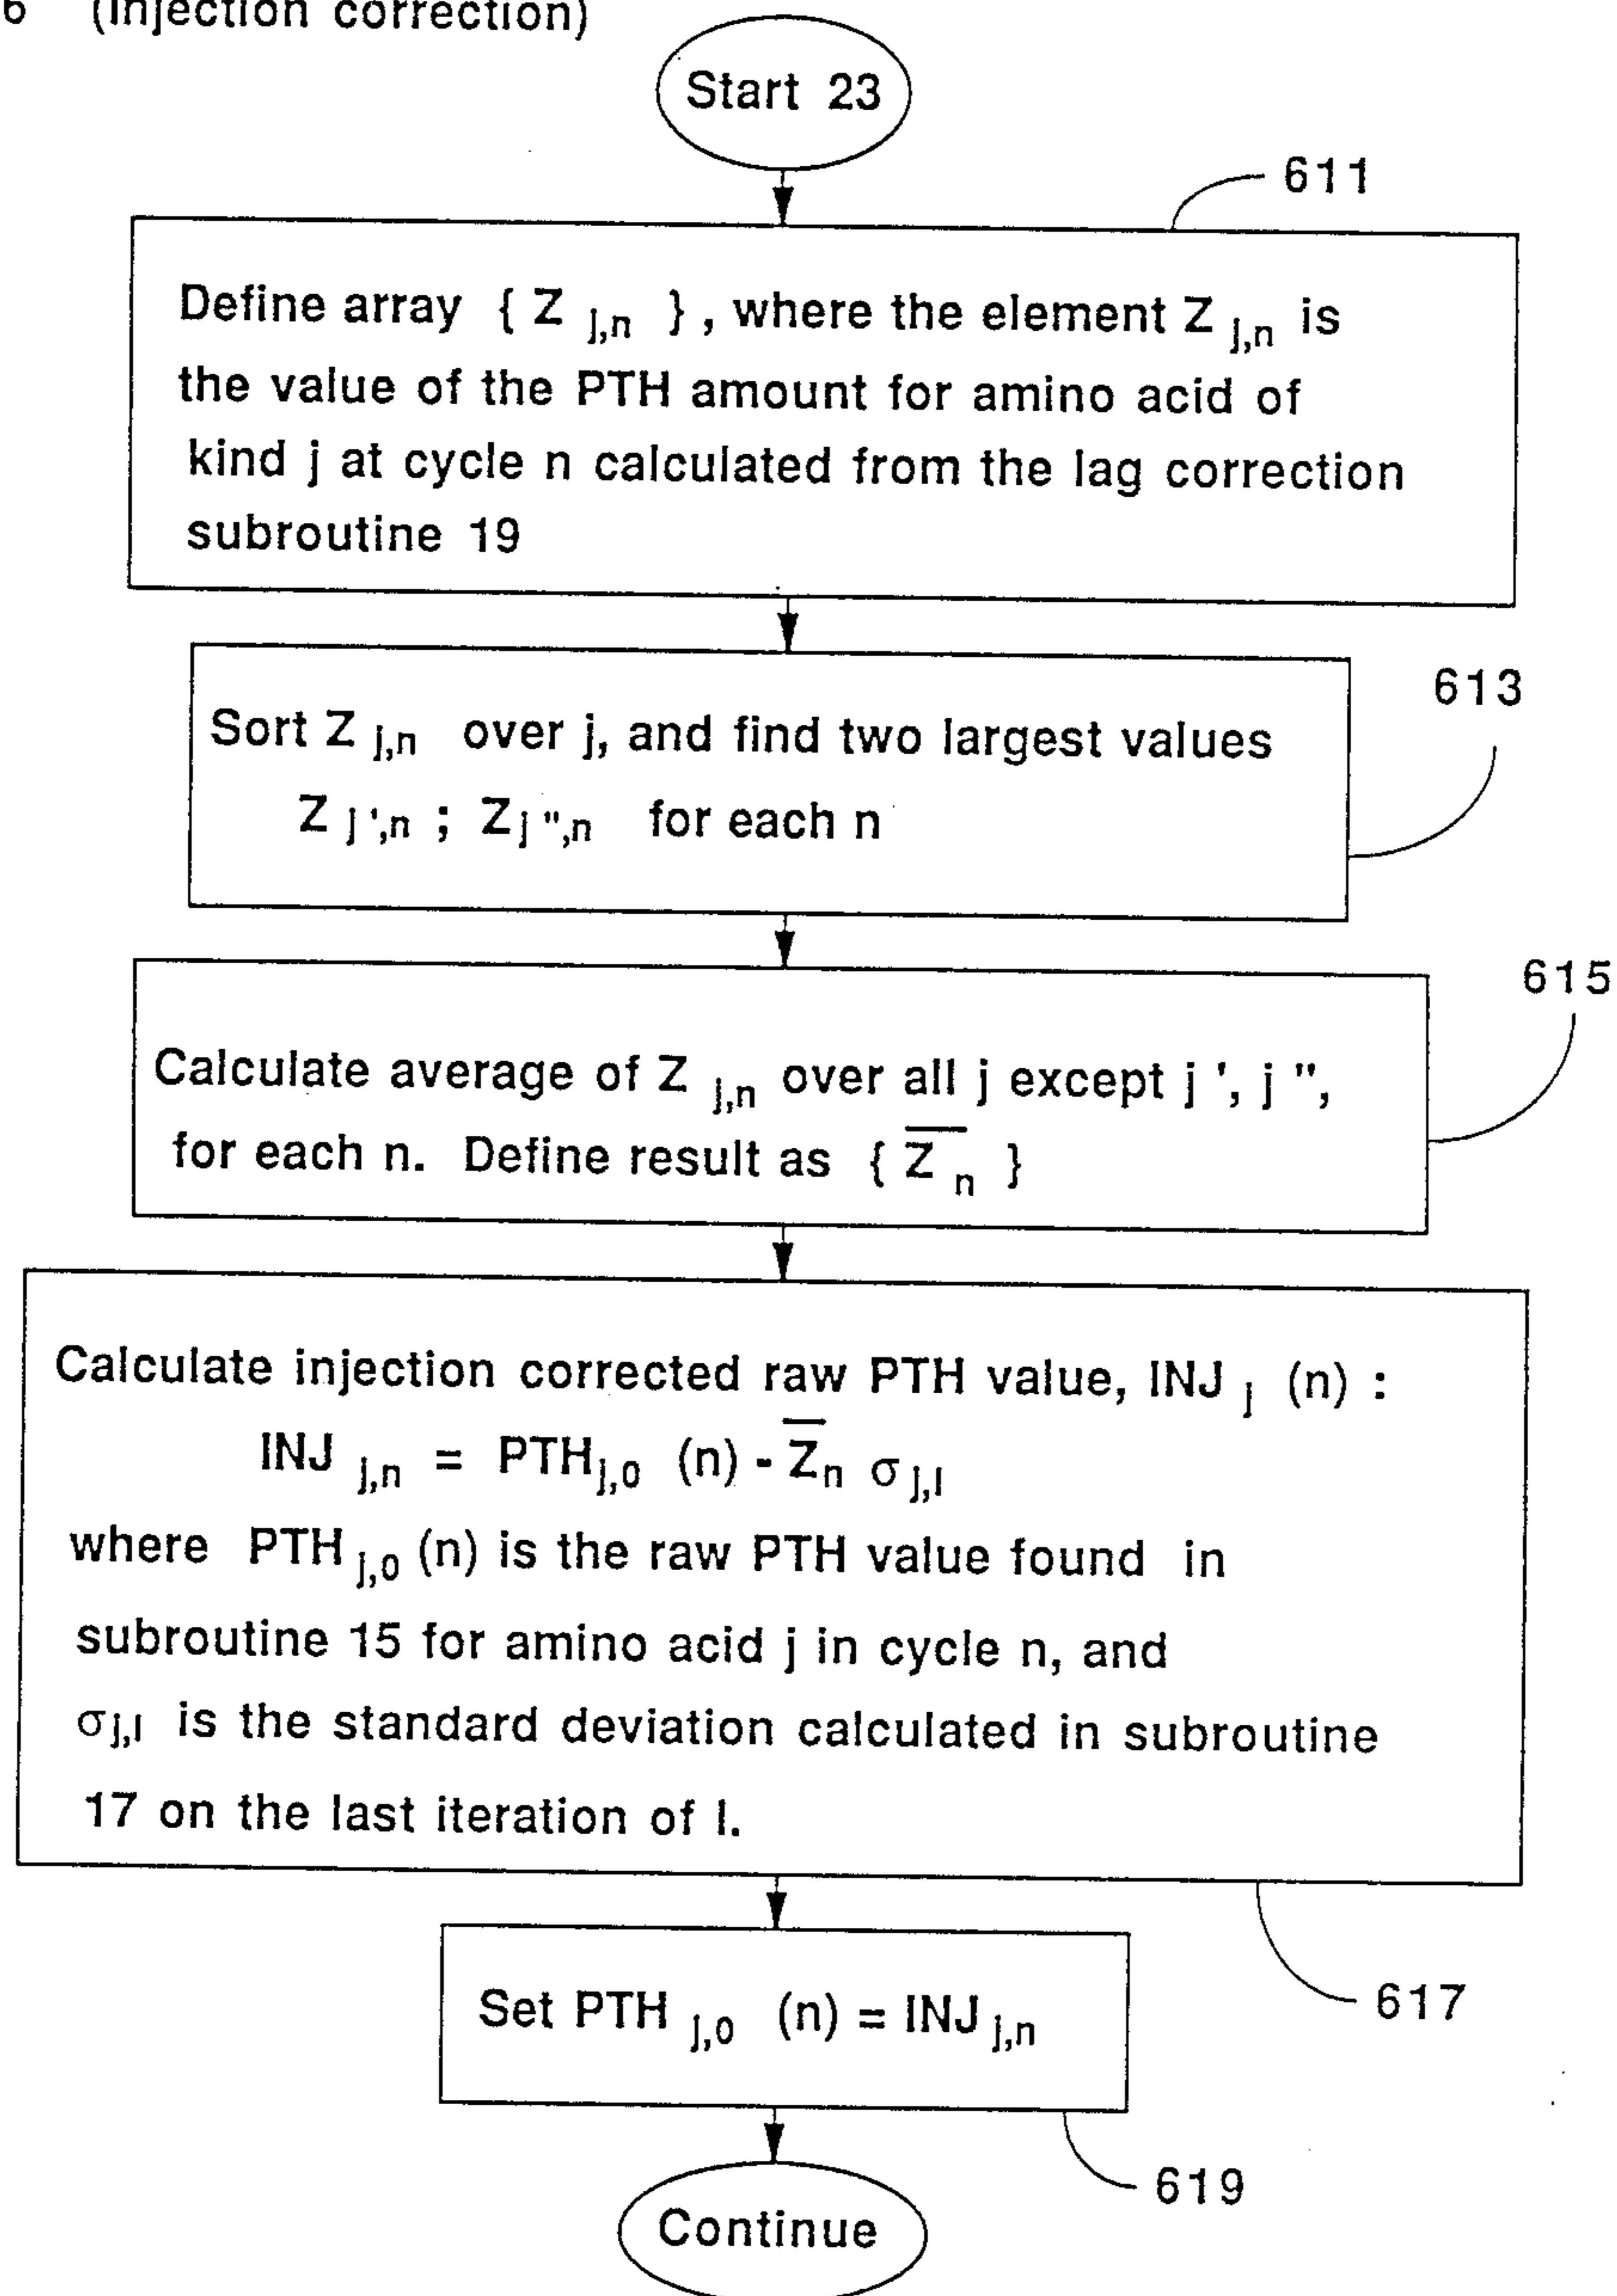 6 (Injection correction)
Start 23
611
Define array { Z j,n } , where the element Z j,n is
the value of the PTH amount for amino acid of
kind j at cycle n calculated from the lag correction
subroutine 19
613
Sort Z j,n over j, and find two largest values
Z j',n ; Z j",n for each n
615
Calculate average of Z j,n over all j except j', j",
for each n. Define result as { Z̅ n }
Calculate injection corrected raw PTH value, INJ j (n) :
INJ j,n = PTH j,0 (n) - Z̅ n σ j,I
where PTH j,0 (n) is the raw PTH value found in
subroutine 15 for amino acid j in cycle n, and
σ j,I is the standard deviation calculated in subroutine
17 on the last iteration of I.
617
Set PTH j,0 (n) = INJ j,n
619
Continue